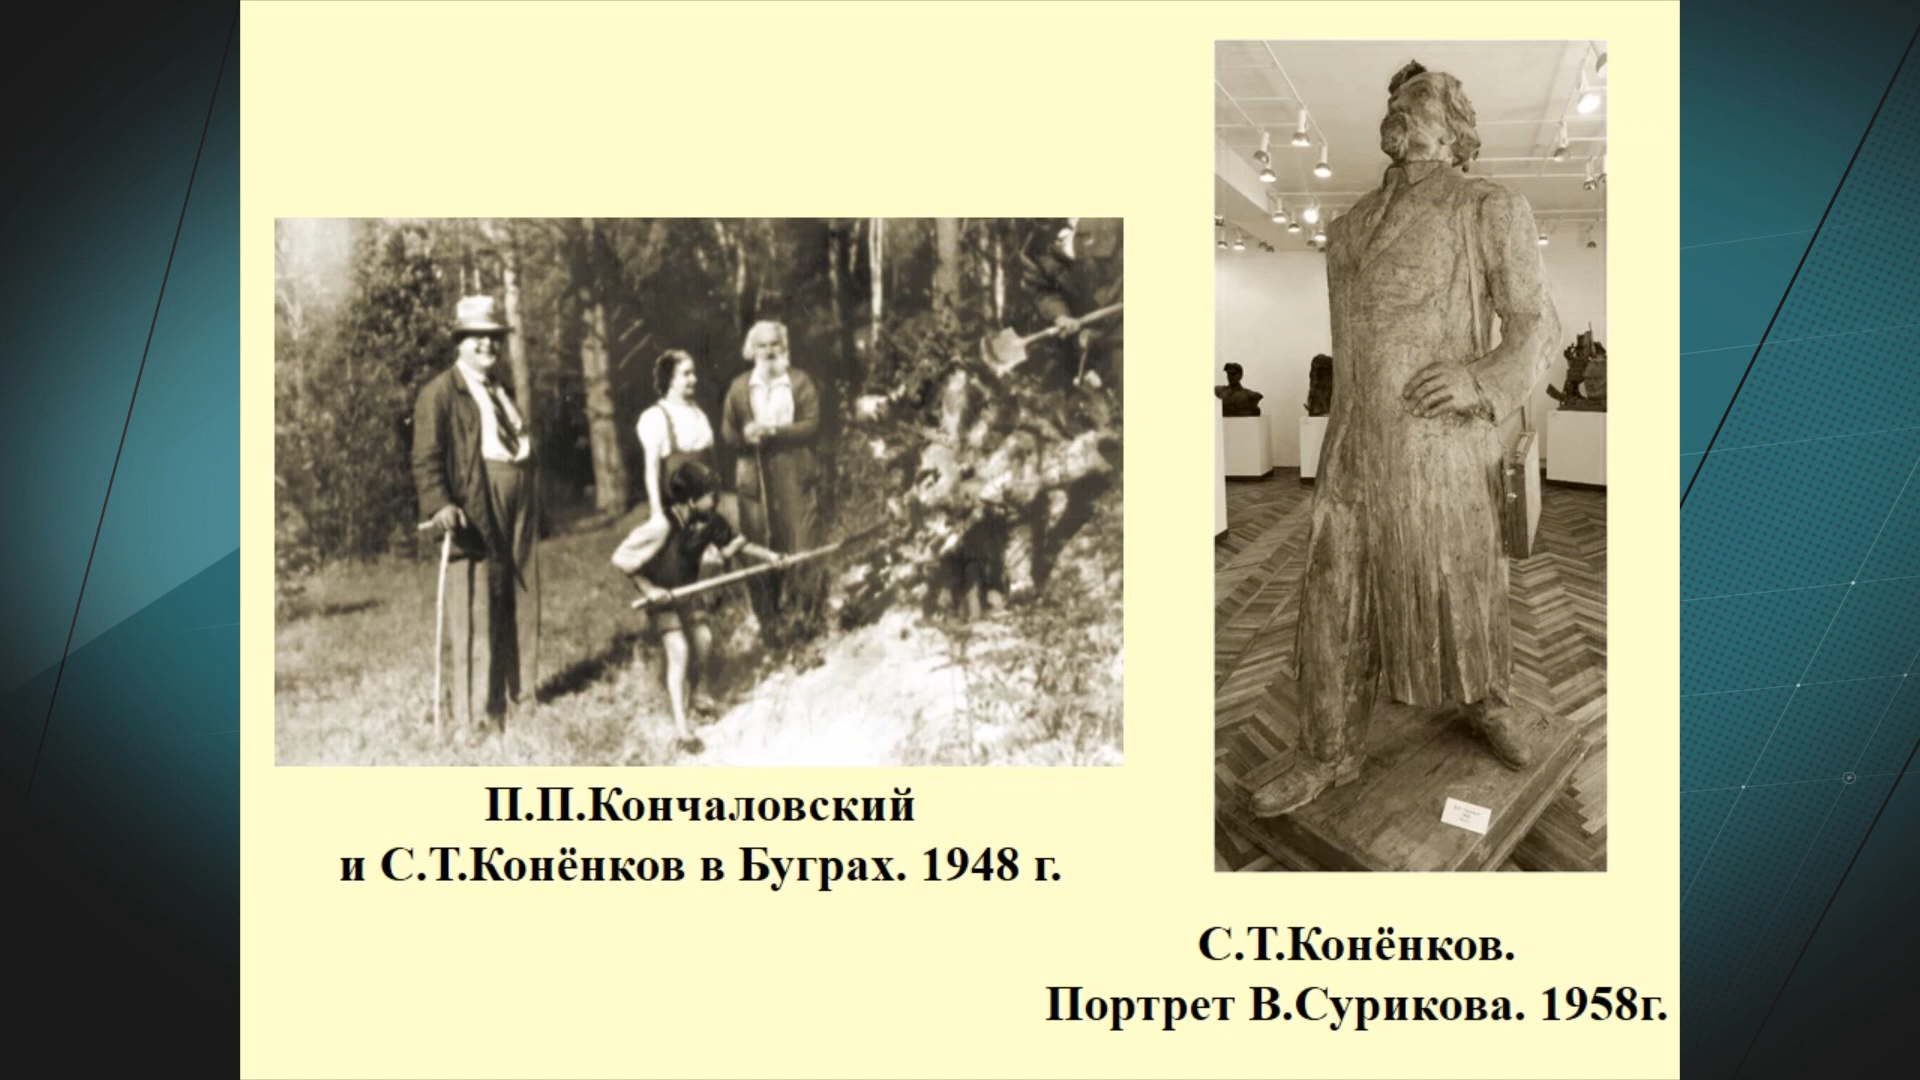 П.П.Кончаловский
и С.Т.Конёнков в Буграх. 1948 г.
С.Т.Конёнков.
Портрет В.Сурикова. 1958г.